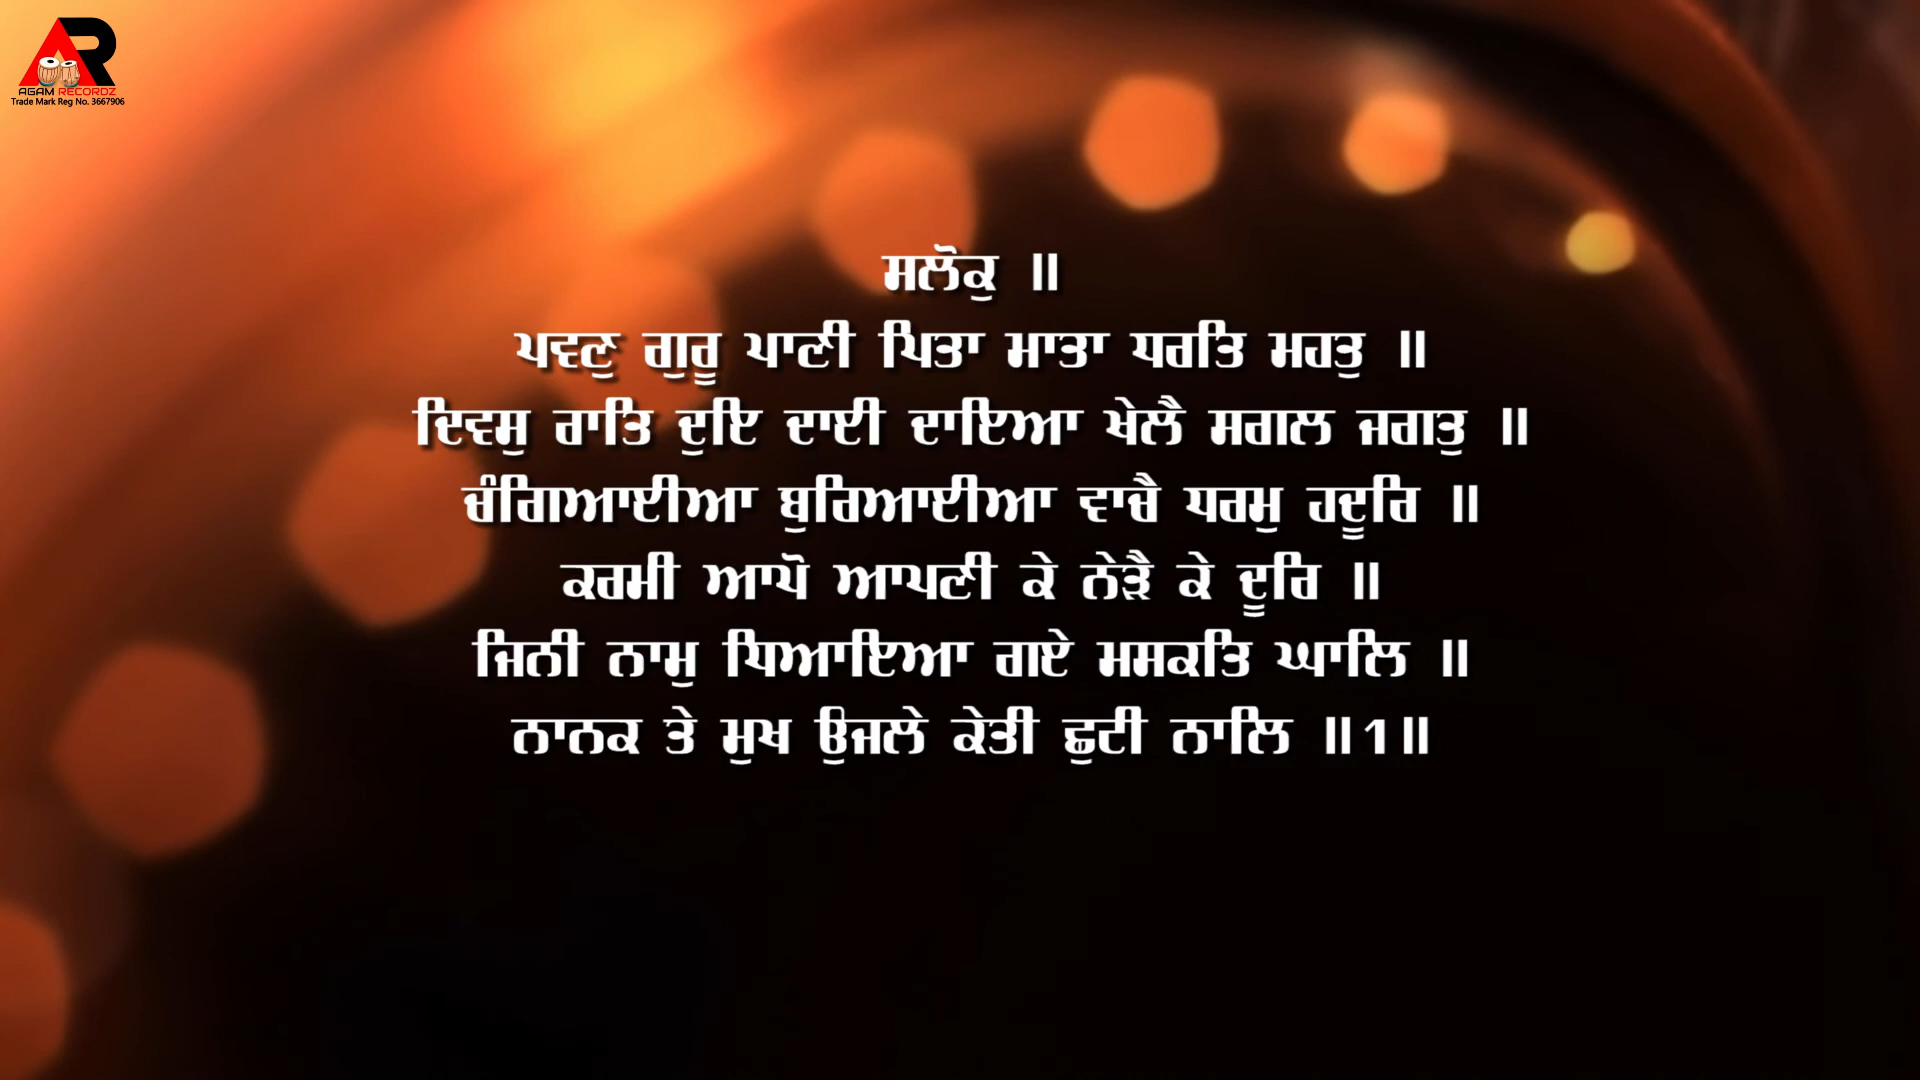 AR
AGAM RECORDZ
Trade Mark Reg No. 3667906
ਸਲੋਕੁ ॥
ਪਵਣੁ ਗੁਰੂ ਪਾਣੀ ਪਿਤਾ ਮਾਤਾ ਧਰਤਿ ਮਹਤੁ ॥
ਦਿਵਸੁ ਰਾਤਿ ਦੁਇ ਦਾਈ ਦਾਇਆ ਖੇਲੈ ਸਗਲ ਜਗਤੁ ॥
ਚੰਗਿਆਈਆ ਬੁਰਿਆਈਆ ਵਾਚੈ ਧਰਮੁ ਹਦੂਰਿ ॥
ਕਰਮੀ ਆਪੋ ਆਪਣੀ ਕੇ ਨੇੜੈ ਕੇ ਦੂਰਿ ॥
ਜਿਨੀ ਨਾਮੁ ਧਿਆਇਆ ਗਏ ਮਸਕਤਿ ਘਾਲਿ ॥
ਨਾਨਕ ਤੇ ਮੁਖ ਉਜਲੇ ਕੇਤੀ ਛੁਟੀ ਨਾਲਿ ॥1॥